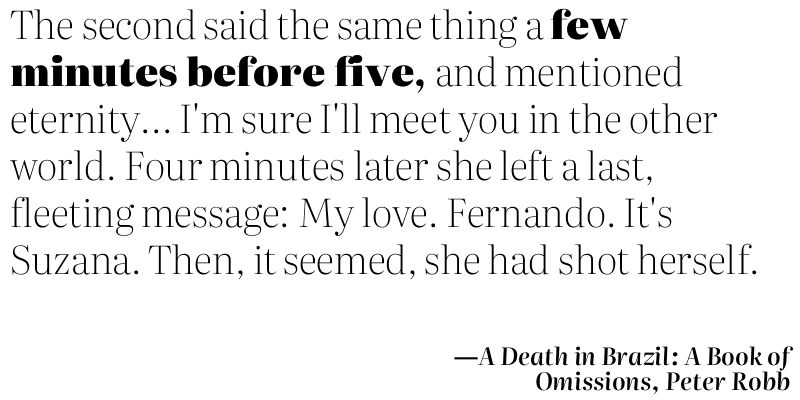 The second said the same thing a few
minutes before five, and mentioned
eternity... I'm sure I'll meet you in the other
world. Four minutes later she left a last,
fleeting message: My love. Fernando. It's
Suzana. Then, it seemed, she had shot herself.
—A Death in Brazil: A Book of
Omissions, Peter Robb